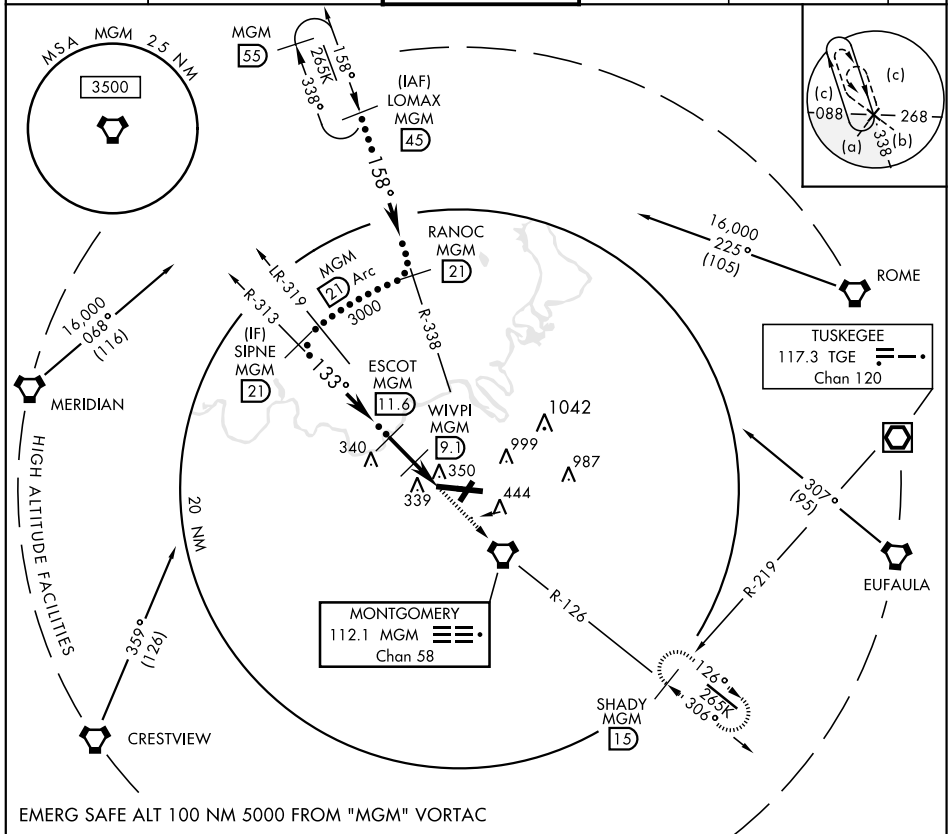 MSA MGM 25 NM
3500
MGM
55
158°
265K
338°
(IAF)
LOMAX
MGM
45
158°
(c)
(c)
088
268
(a)
(b)
338
RANOC
MGM
21
MGM
21 Arc
3000
LR-319
R-313
R-338
(IF)
SIPNE
MGM
21
133°
16,000
225°
(105)
ROME
16,000
068°
(116)
MERIDIAN
TUSKEGEE
117.3 TGE
Chan 120
ESCOT
MGM
11.6
WIVPI
MGM
9.1
340
339
350
1042
999
987
444
HIGH ALTITUDE FACILITIES
20 NM
307°
(95)
EUFAULA
R-219
R-126
MONTGOMERY
112.1 MGM
Chan 58
359°
(126)
CRESTVIEW
126°
265K
306°
SHADY
MGM
15
EMERG SAFE ALT 100 NM 5000 FROM "MGM" VORTAC